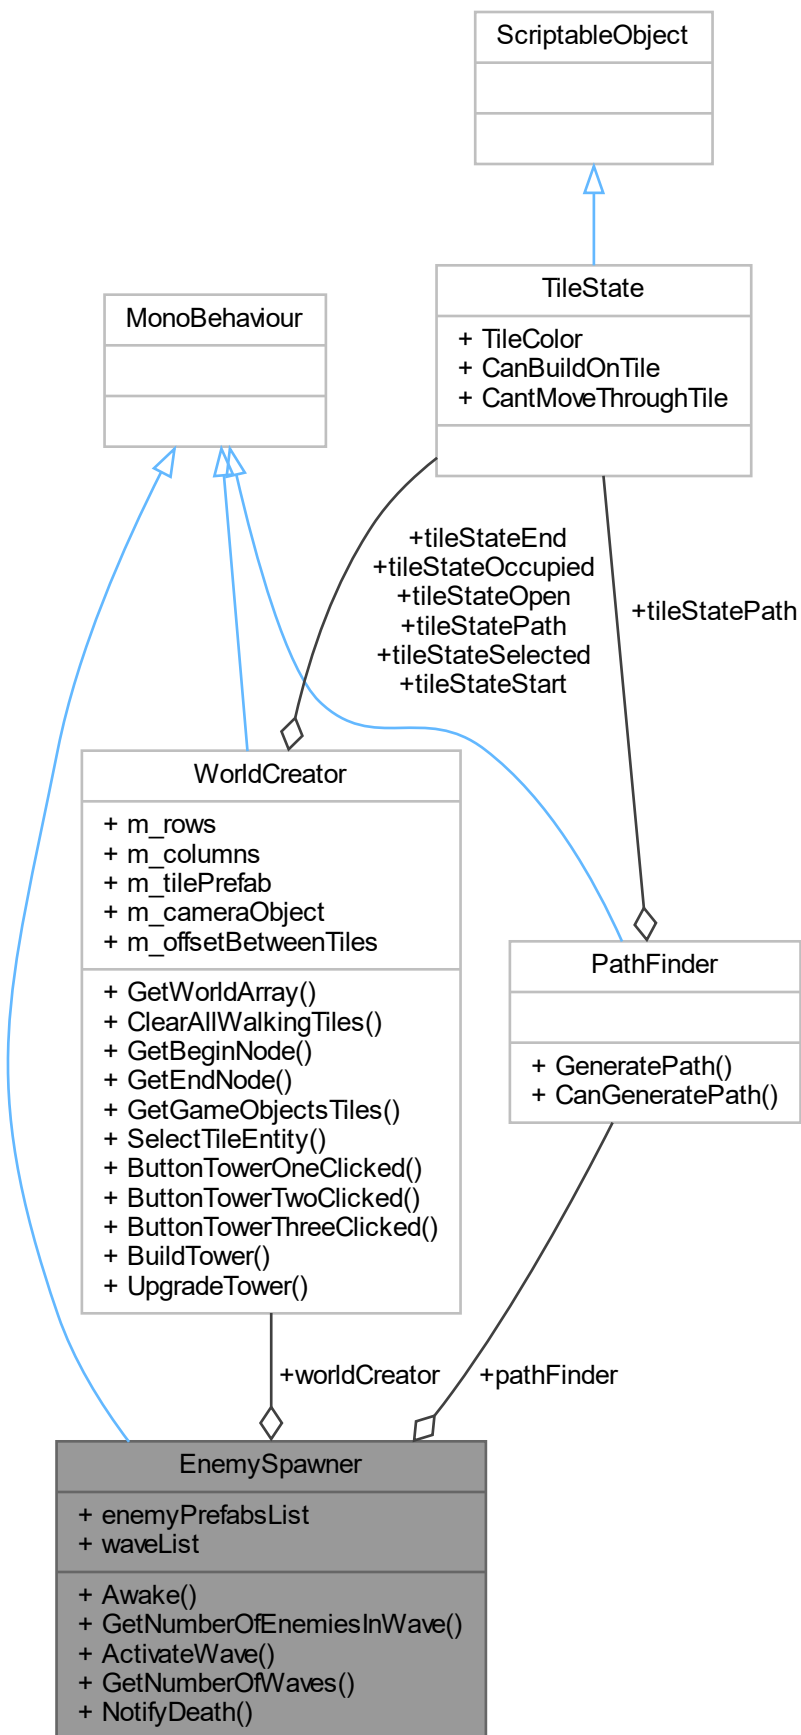 ScriptableObject
TileState
+ TileColor
+ CanBuildOnTile
+ CantMoveThroughTile
MonoBehaviour
+tileStateEnd
+tileStateOccupied
+tileStateOpen
+tileStatePath
+tileStateSelected
+tileStateStart
+tileStatePath
WorldCreator
+ m_rows
+ m_columns
+ m_tilePrefab
+ m_cameraObject
+ m_offsetBetweenTiles
+ GetWorldArray()
+ ClearAllWalkingTiles()
+ GetBeginNode()
+ GetEndNode()
+ GetGameObjectsTiles()
+ SelectTileEntity()
+ ButtonTowerOneClicked()
+ ButtonTowerTwoClicked()
+ ButtonTowerThreeClicked()
+ BuildTower()
+ UpgradeTower()
PathFinder
+ GeneratePath()
+ CanGeneratePath()
+worldCreator
+pathFinder
EnemySpawner
+ enemyPrefabsList
+ waveList
+ Awake()
+ GetNumberOfEnemiesInWave()
+ ActivateWave()
+ GetNumberOfWaves()
+ NotifyDeath()